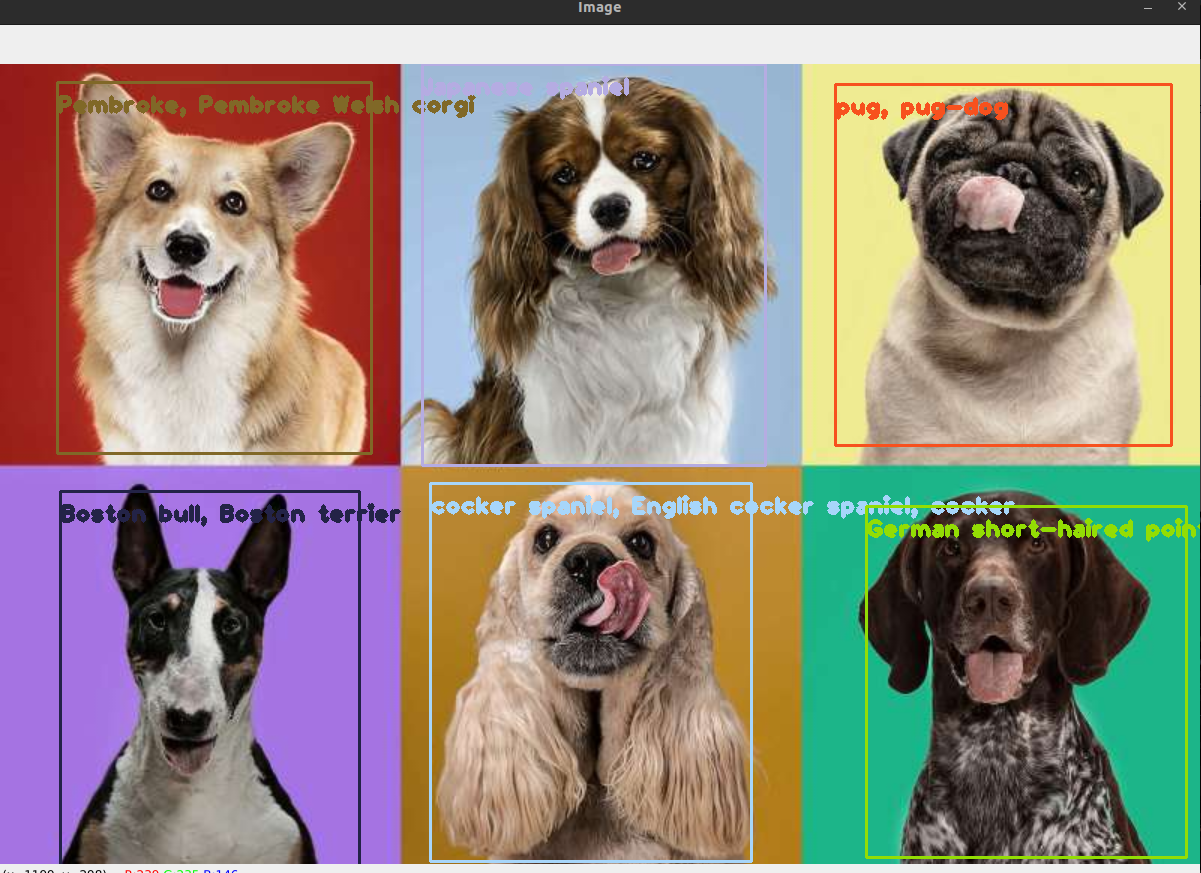 Image
Pembroke, Pembroke Welsh corgi
spaniel
pug, pug-dog
Boston bull, Boston terrier
cocker spaniel, English cocker spaniel, cocker
German short-haired poin